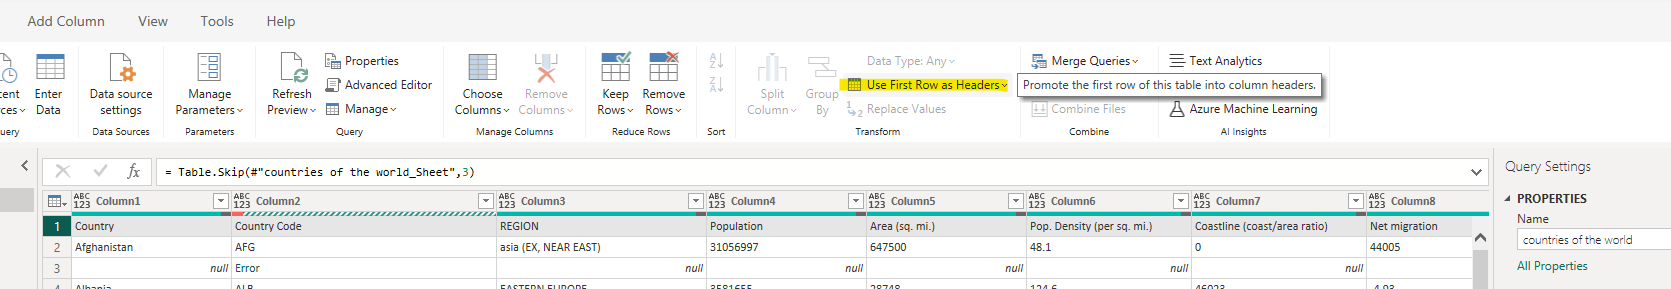 Add Column View Tools Help
cent
rces
Enter
Data
uery
Data source
settings
Data Sources
Manage
Parameters
Parameters
Refresh
Preview
Properties
Advanced Editor
Manage
Query
Choose
Columns
Remove
Columns
Manage Columns
Keep
Rows
Remove
Rows
Reduce Rows
A
Z
Z
A
Sort
Split
Column
Group
By
Data Type: Any
Use First Row as Headers
1
2
Replace Values
Transform
Merge Queries
Promote the first row of this table into column headers.
Combine Files
Combine
Text Analytics
Azure Machine Learning
AI Insights
fx
= Table.Skip(#"countries of the world_Sheet",3)
ABC 123 Column1 ABC 123 Column2 ABC 123 Column3 ABC 123 Column4 ABC 123 Column5 ABC 123 Column6 ABC 123 Column7 ABC 123 Column8
1 Country Country Code REGION Population Area (sq. mi.) Pop. Density (per sq. mi.) Coastline (coast/area ratio) Net migration
2 Afghanistan AFG asia (EX, NEAR EAST) 31056997 647500 48.1 0 44005
3 null Error null null null null null
4 Albania ALB EASTERN EUROPE 3581655 28748 124.6 46023 -4.93
Query Settings
PROPERTIES
Name
countries of the world
All Properties